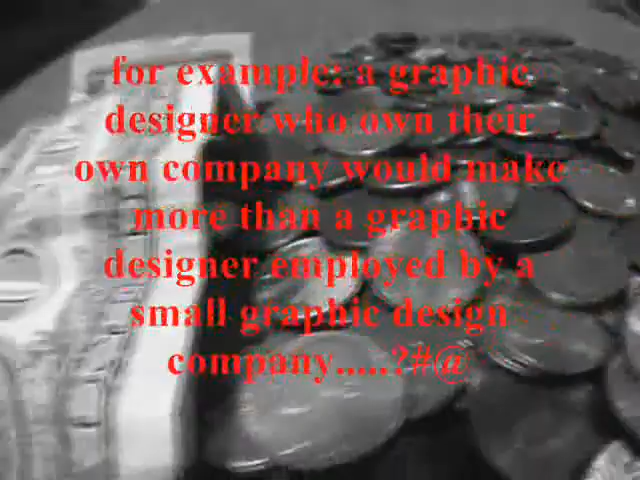 for example: a graphic
designer who own their
own company would make
more than a graphic
designer employed by a
small graphic design
company.....?#@